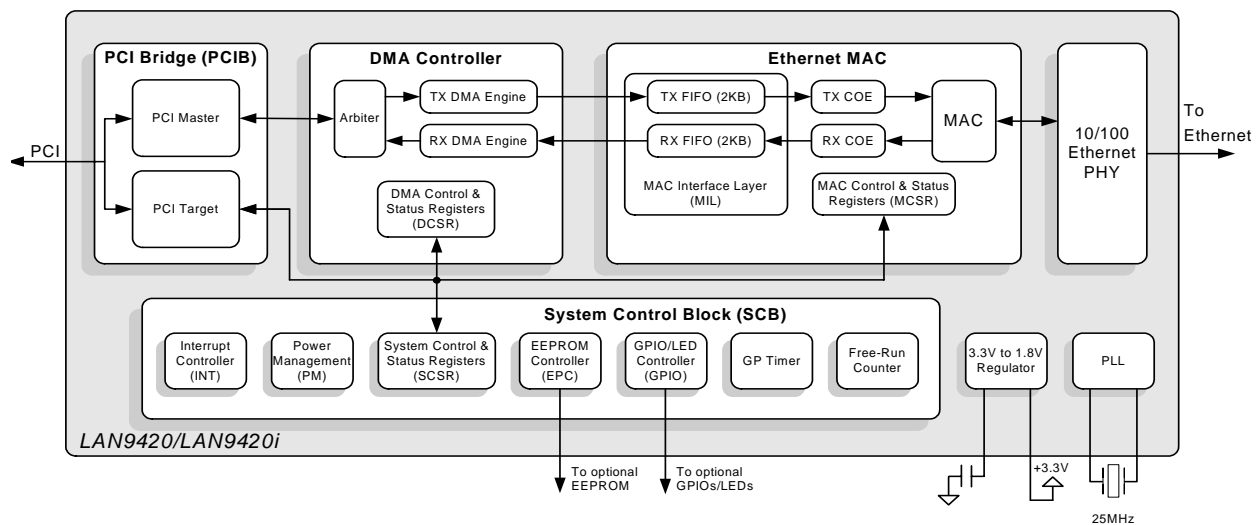 PCI Bridge (PCIB)
DMA Controller
Ethernet MAC
PCI Master
Arbiter
TX DMA Engine
TX FIFO (2KB)
TX COE
MAC
RX DMA Engine
RX FIFO (2KB)
RX COE
10/100
Ethernet
PHY
To
Ethernet
PCI
PCI Target
DMA Control &
Status Registers
(DCSR)
MAC Interface Layer
(MIL)
MAC Control & Status
Registers (MCSR)
System Control Block (SCB)
Interrupt
Controller
(INT)
Power
Management
(PM)
System Control &
Status Registers
(SCSR)
EEPROM
Controller
(EPC)
GPIO/LED
Controller
(GPIO)
GP Timer
Free-Run
Counter
3.3V to 1.8V
Regulator
PLL
LAN9420/LAN9420i
To optional
EEPROM
To optional
GPIOs/LEDs
+3.3V
25MHz